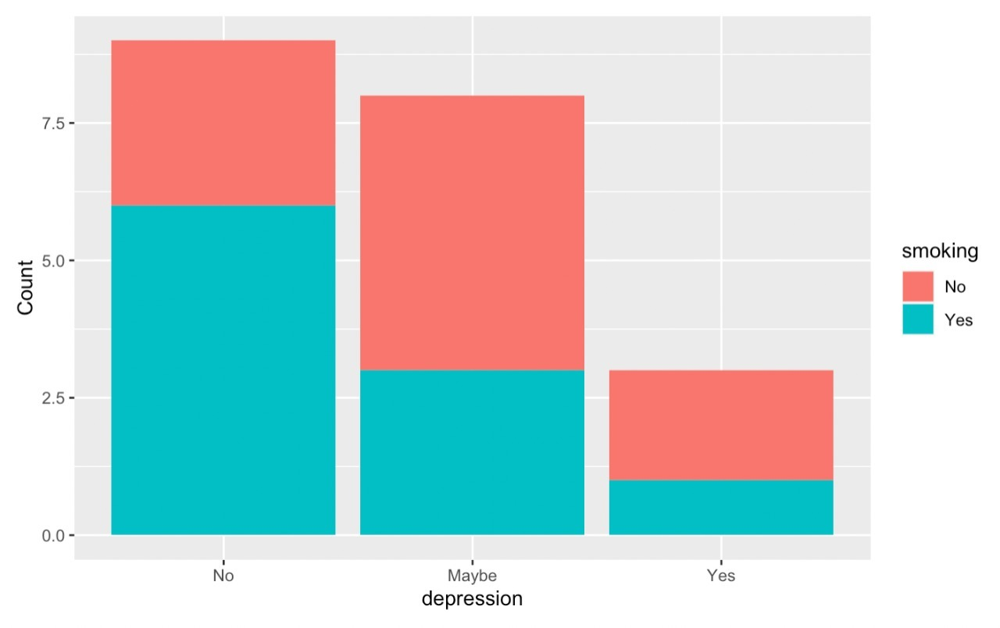 Count
7.5
5.0
2.5
0.0
No
Maybe
Yes
depression
smoking
No
Yes